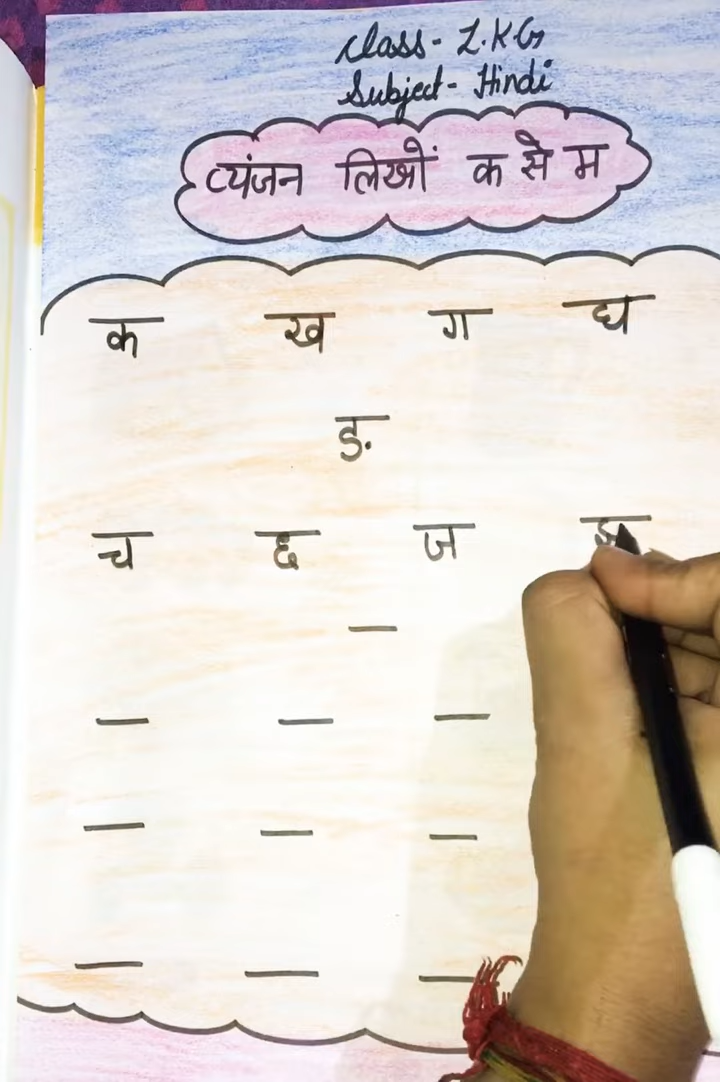 Class- L.K.G
Subject- Hindi
व्यंजन लिखों क से म
क ख ग घ
ङ
च छ ज झ